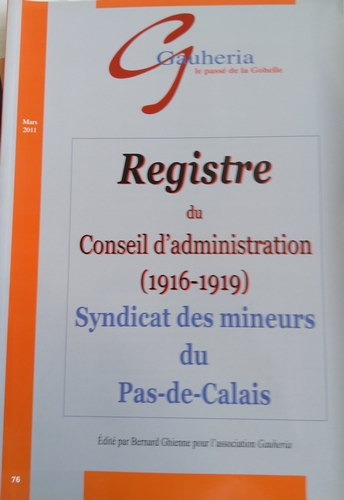 Gauheria
le passé de la Gohelle
Mars
2011
Registre
du
Conseil d'administration
(1916-1919)
Syndicat des mineurs
du
Pas-de-Calais
Édité par Bernard Ghienne pour l'association Gauheria
76